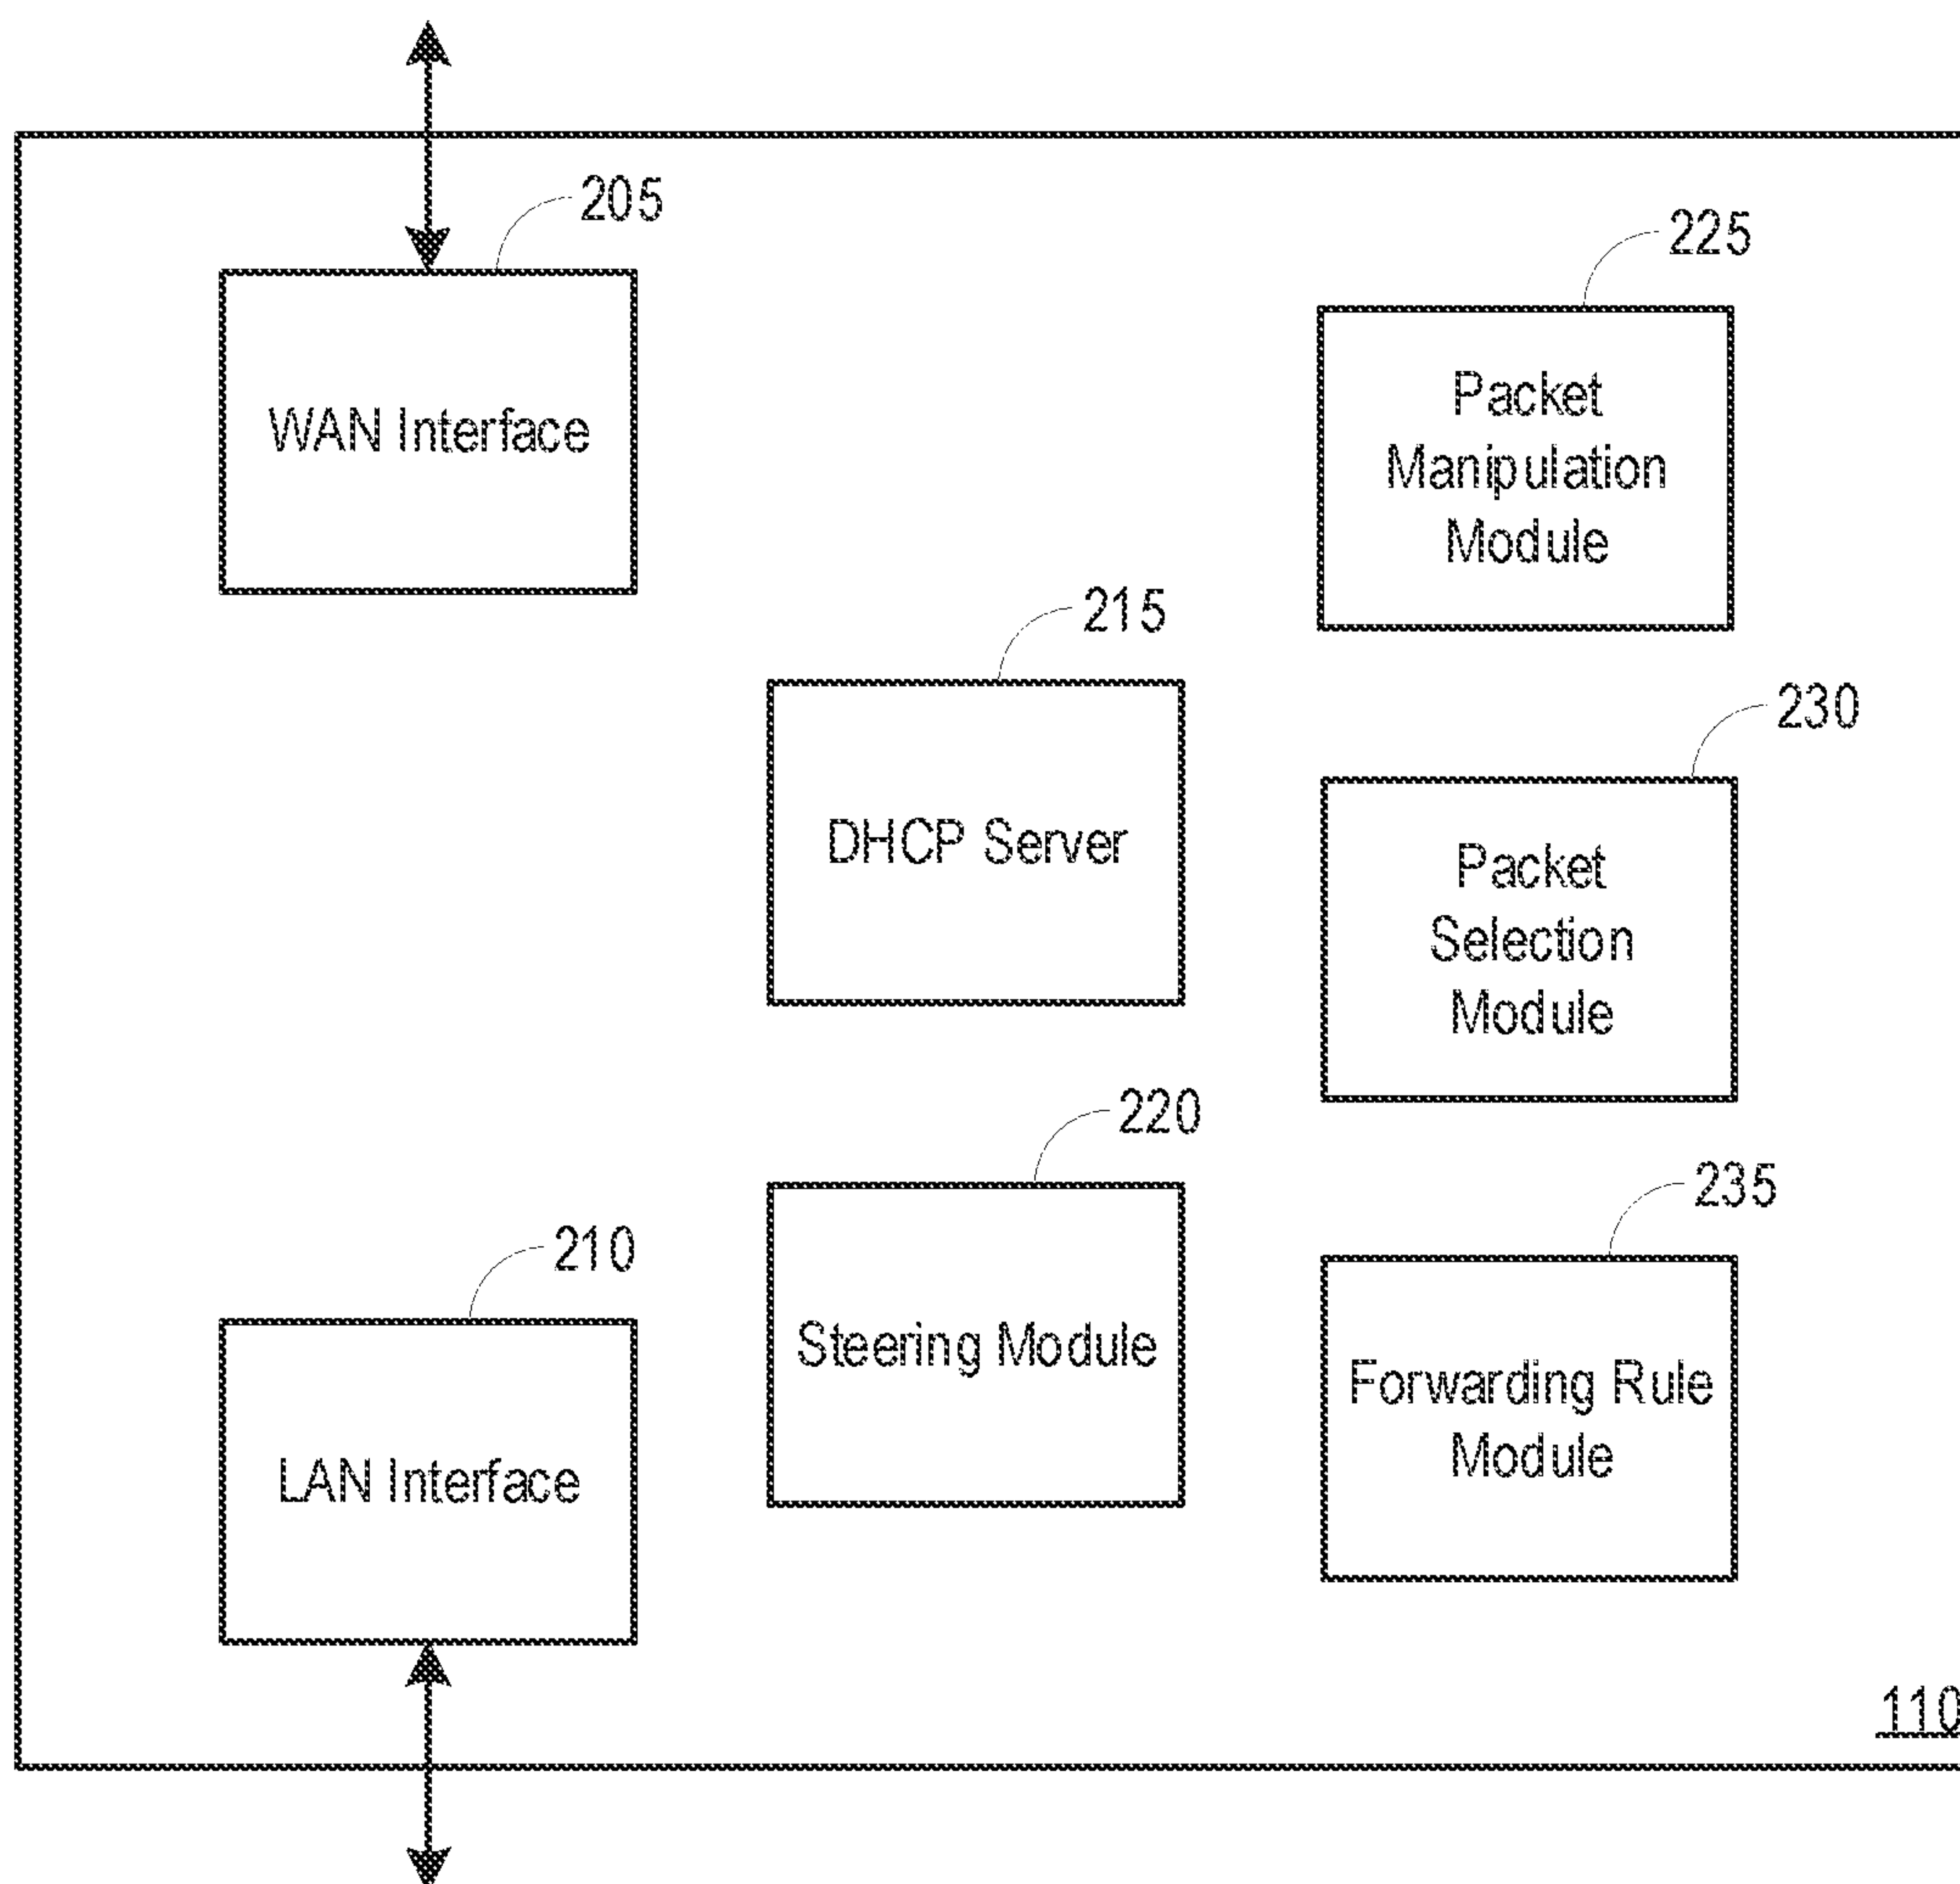 205
WAN Interface
225
Packet
Manipulation
Module
215
DHCP Server
230
Packet
Selection
Module
220
Steering Module
235
Forwarding Rule
Module
210
LAN Interface
110